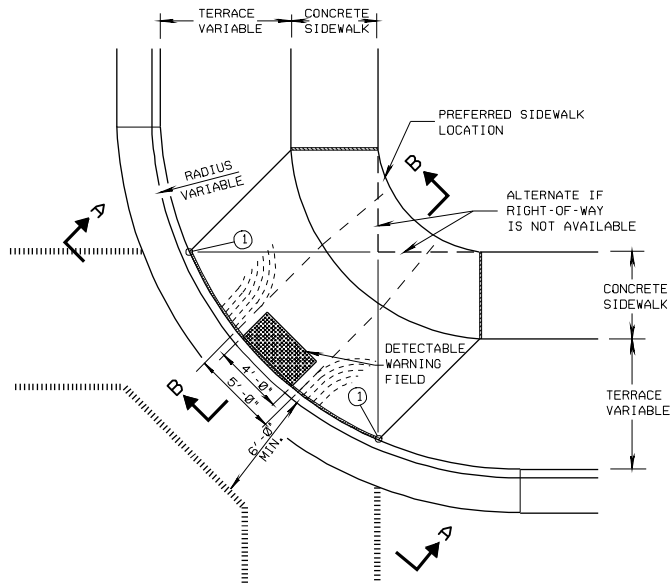 TERRACE
VARIABLE
CONCRETE
SIDEWALK
PREFERRED SIDEWALK
LOCATION
RADIUS
VARIABLE
B
A
ALTERNATE IF
RIGHT-OF-WAY
IS NOT AVAILABLE
1
CONCRETE
SIDEWALK
DETECTABLE
WARNING
FIELD
4'-0"
5'-0"
B
1
TERRACE
VARIABLE
6'-0"
MIN.
A